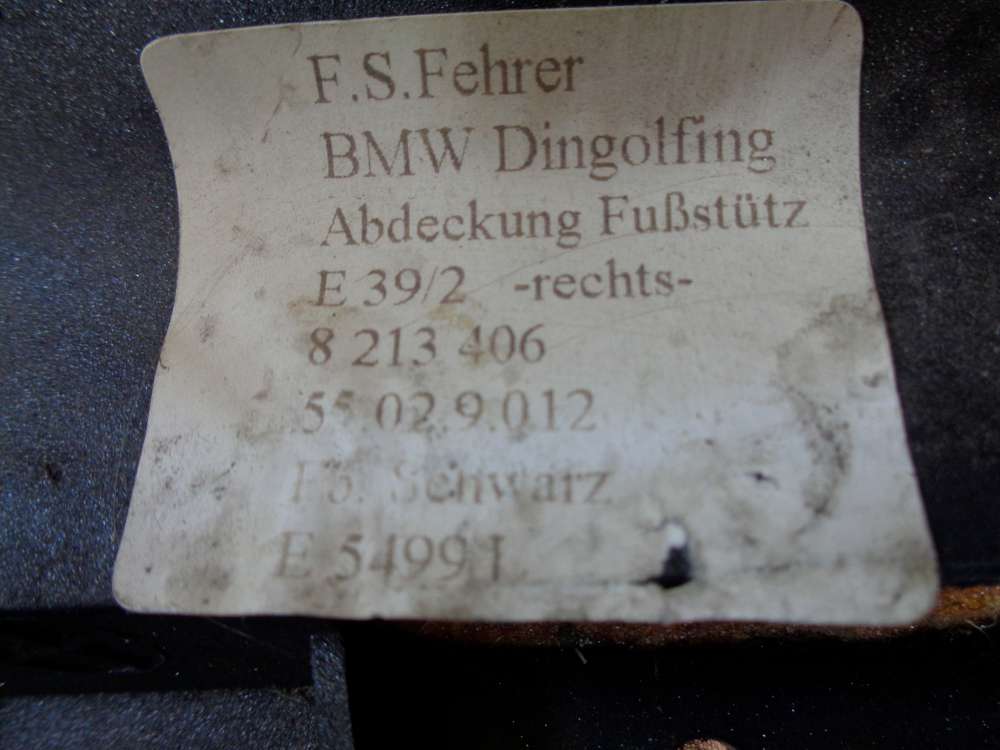 F.S.Fehrer
BMW Dingolfing
Abdeckung Fußstütz
E 39/2 -rechts-
8 213 406
55.02.9.012
Schwarz
E 5499